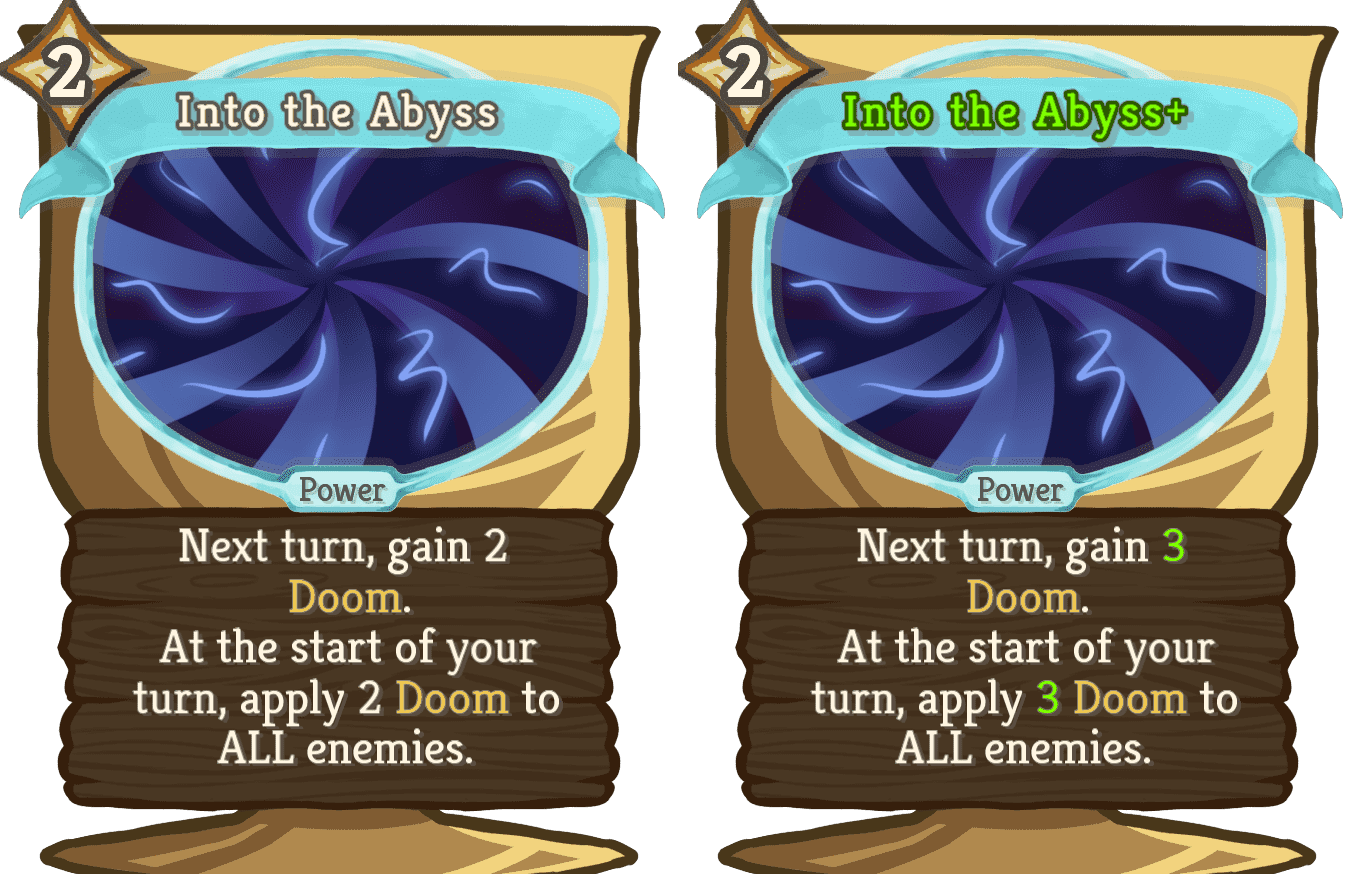 2
Into the Abyss
Power
Next turn, gain 2
Doom.
At the start of your
turn, apply 2 Doom to
ALL enemies.
2
Into the Abyss+
Power
Next turn, gain 3
Doom.
At the start of your
turn, apply 3 Doom to
ALL enemies.